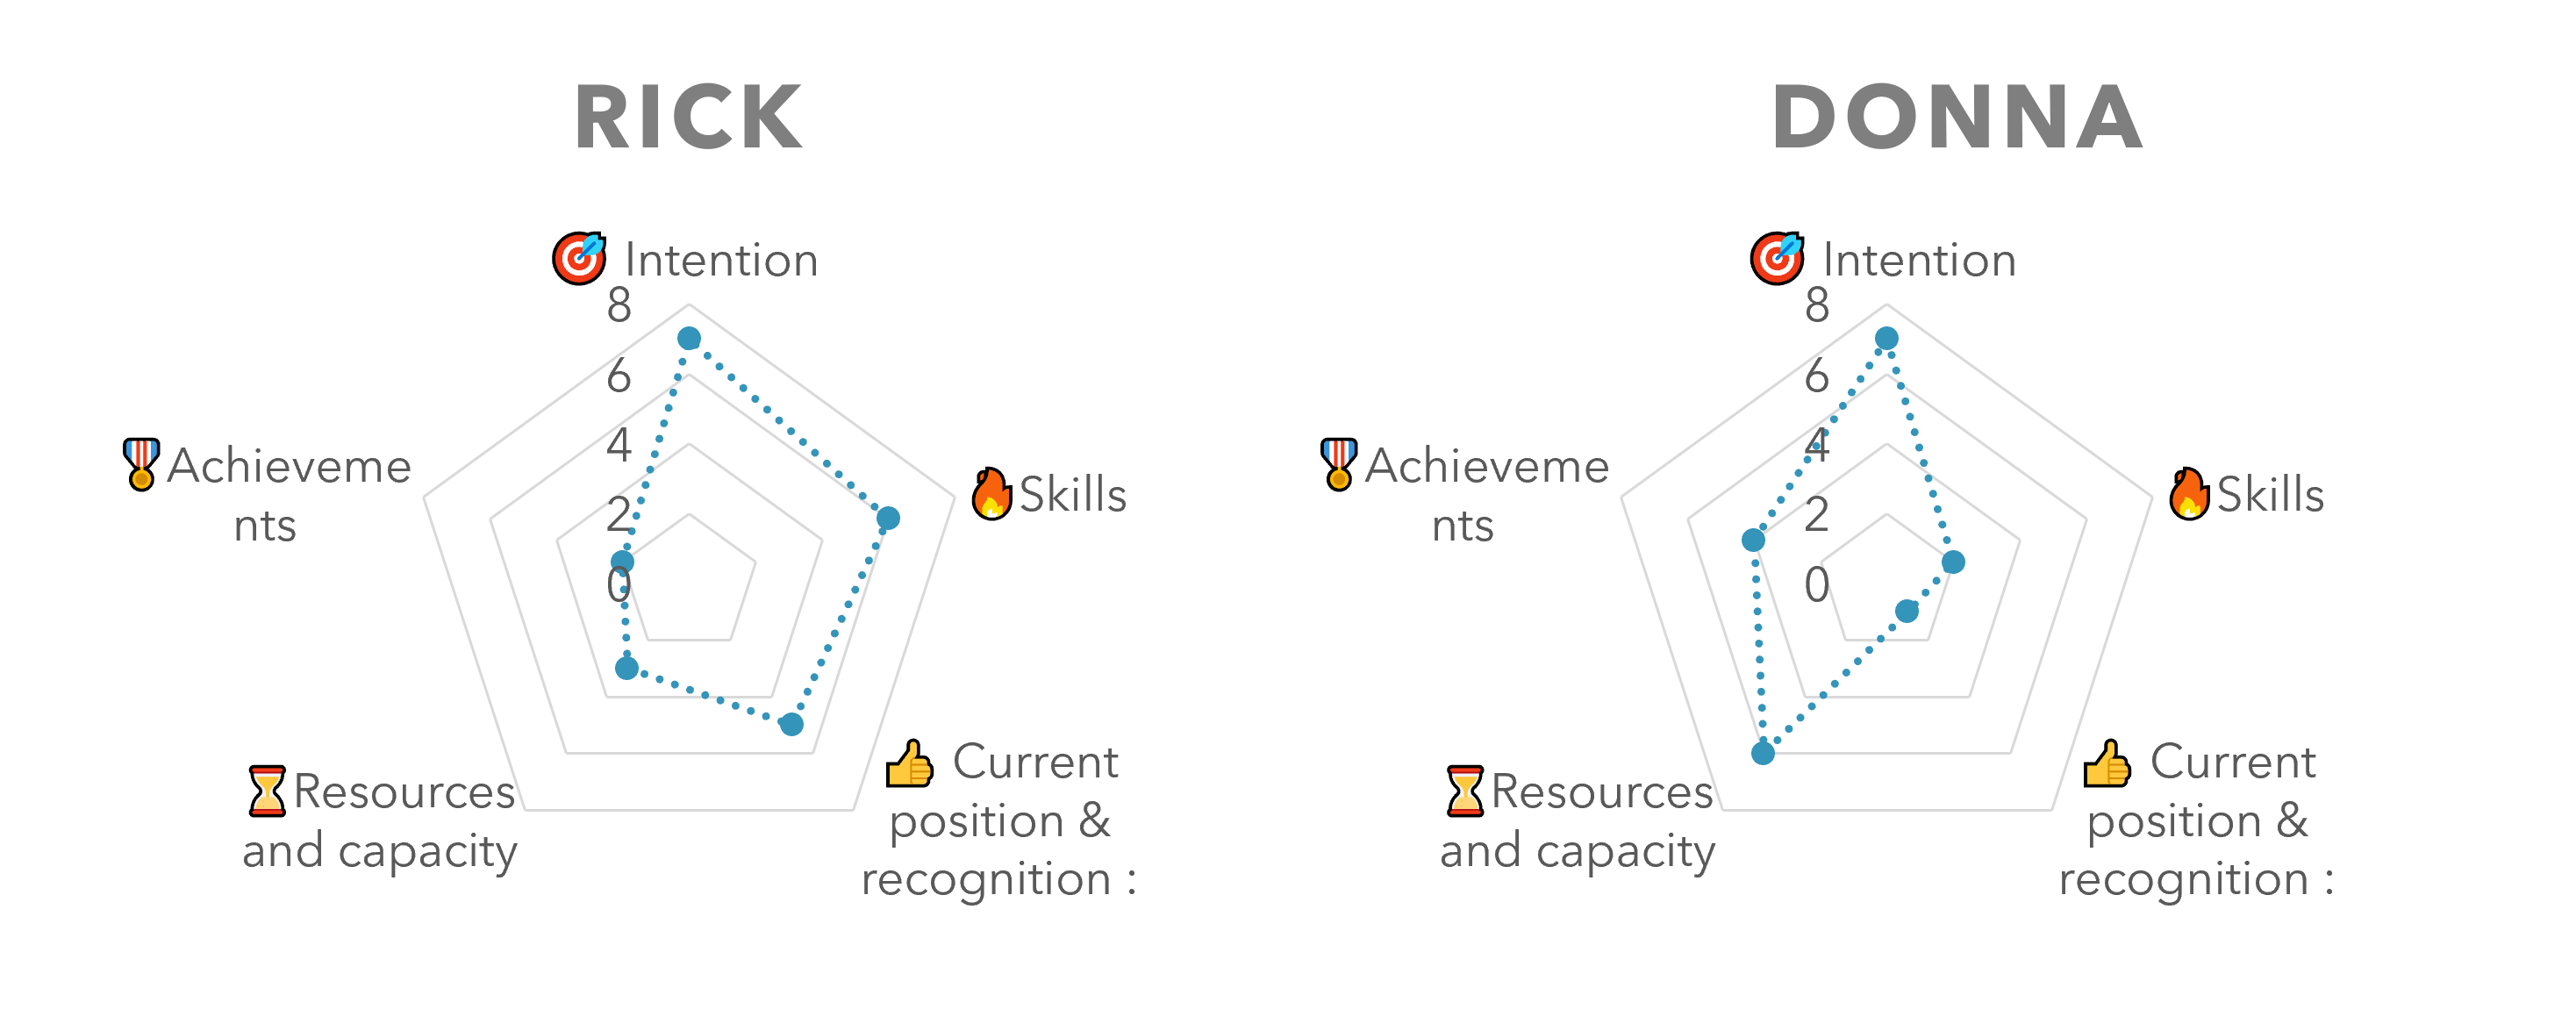 RICK
🎯 Intention
8
6
4
2
0
🏅Achieveme
nts
🔥Skills
⏳Resources
and capacity
👍 Current
position &
recognition :
DONNA
🎯 Intention
8
6
4
2
0
🏅Achieveme
nts
🔥Skills
⏳Resources
and capacity
👍 Current
position &
recognition :